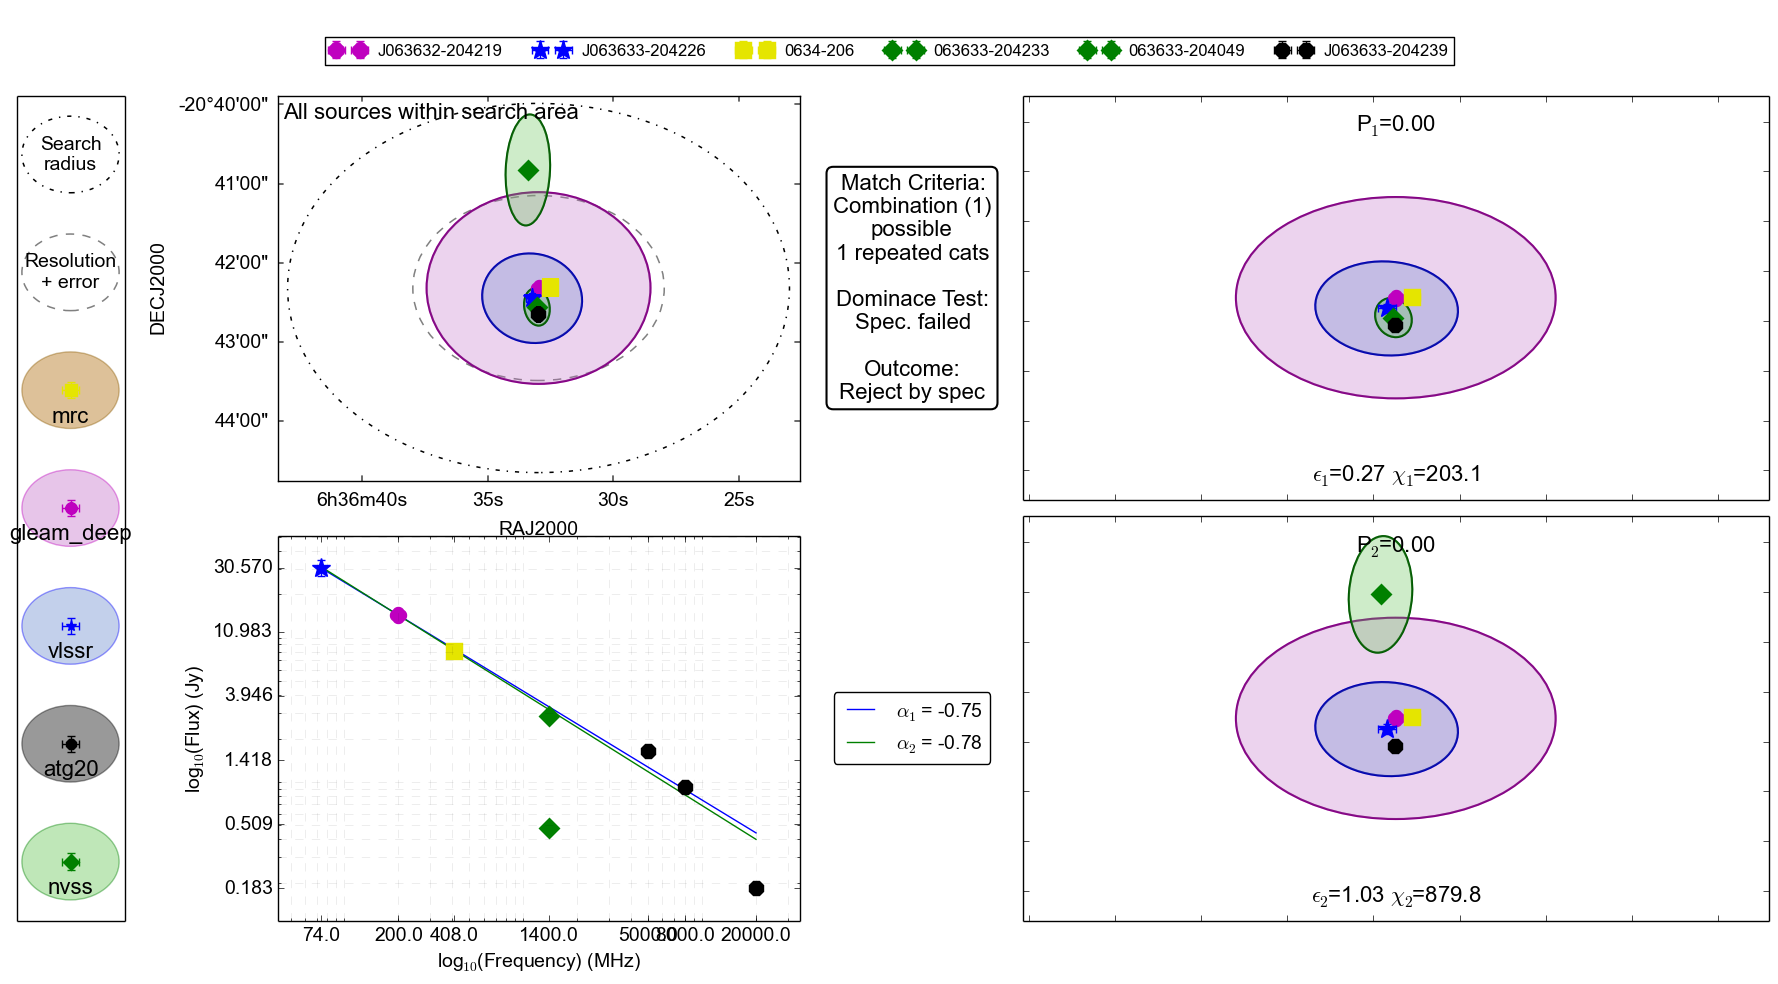 J063632-204219
J063633-204226
0634-206
063633-204233
063633-204049
J063633-204239
Search
radius
Resolution
+ error
mrc
gleam_deep
vlssr
atg20
nvss
All sources within search area
-20°40'00"
41'00"
42'00"
43'00"
44'00"
DECJ2000
6h36m40s
35s
30s
25s
RAJ2000
Match Criteria:
Combination (1)
possible
1 repeated cats
Dominace Test:
Spec. failed
Outcome:
Reject by spec
P₁=0.00
ϵ₁=0.27 χ₁=203.1
30.570
10.983
3.946
1.418
0.509
0.183
log₁₀(Flux) (Jy)
74.0
200.0
408.0
1400.0
5000.0
8000.0
20000.0
log₁₀(Frequency) (MHz)
α₁ = -0.75
α₂ = -0.78
P₂=0.00
ϵ₂=1.03 χ₂=879.8